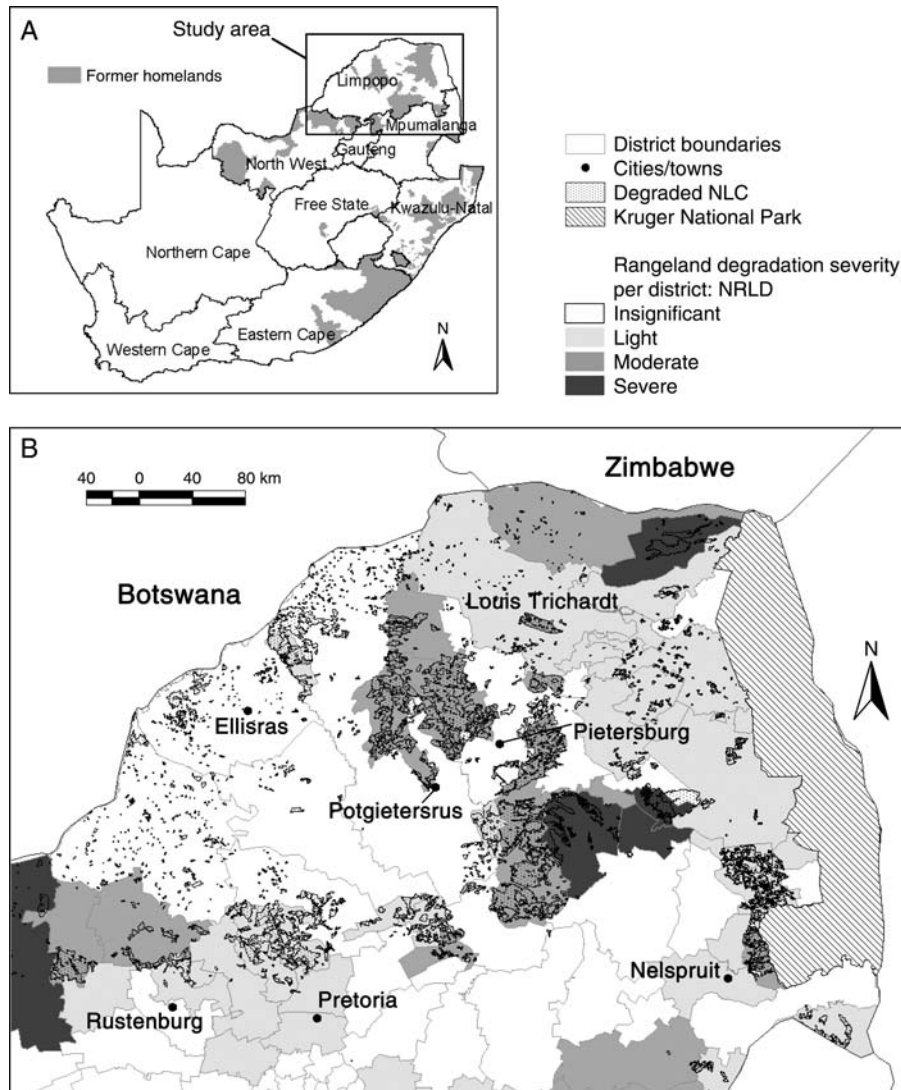 A
Study area
Former homelands
Limpopo
Mpumalanga
Gauteng
North West
Free State
Kwazulu-Natal
Northern Cape
Eastern Cape
Western Cape
N
District boundaries
Cities/towns
Degraded NLC
Kruger National Park
Rangeland degradation severity
per district: NRLD
Insignificant
Light
Moderate
Severe
B
40 0 40 80 km
Zimbabwe
Botswana
Louis Trichardt
N
Ellisras
Pietersburg
Potgietersrus
Nelspruit
Pretoria
Rustenburg